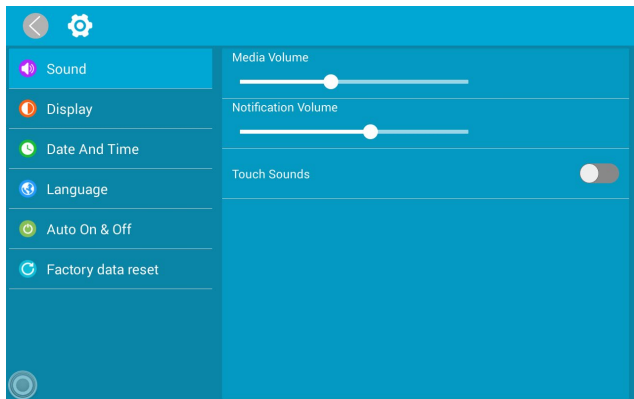 Sound
Display
Date And Time
Language
Auto On & Off
Factory data reset
Media Volume
Notification Volume
Touch Sounds